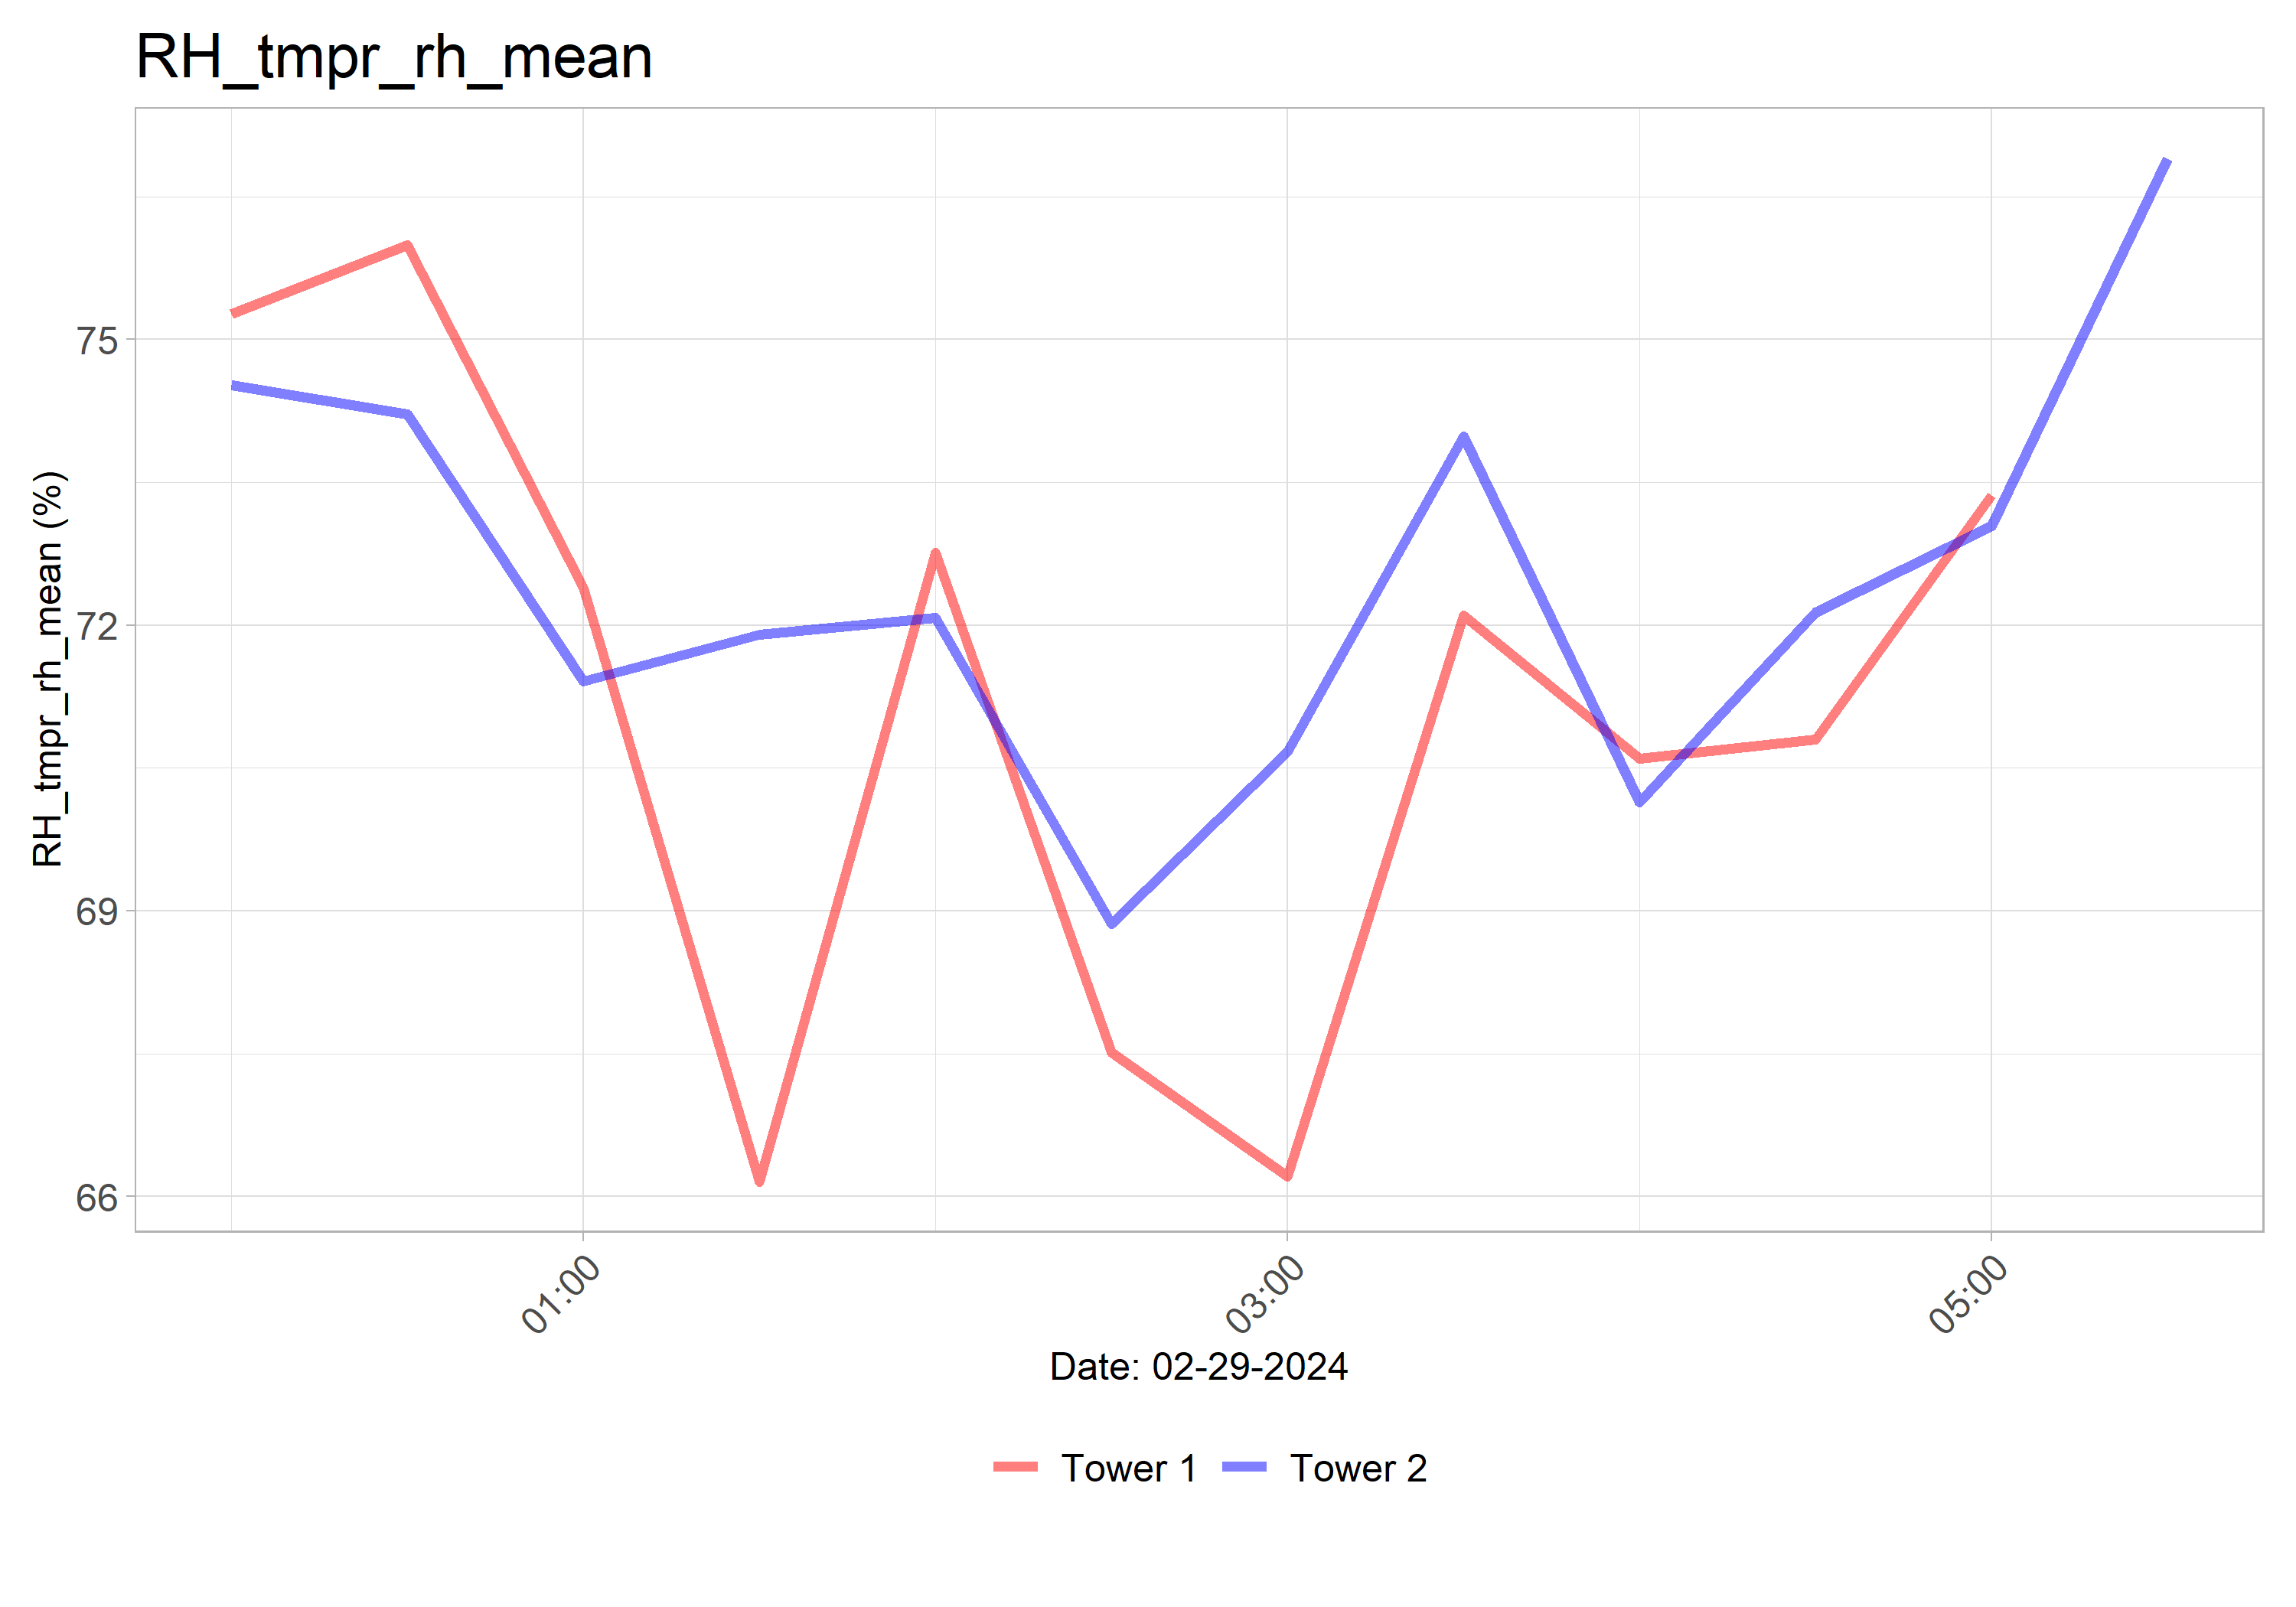 RH_tmpr_rh_mean
RH_tmpr_rh_mean (%)
75
72
69
66
01:00
03:00
05:00
Date: 02-29-2024
Tower 1
Tower 2